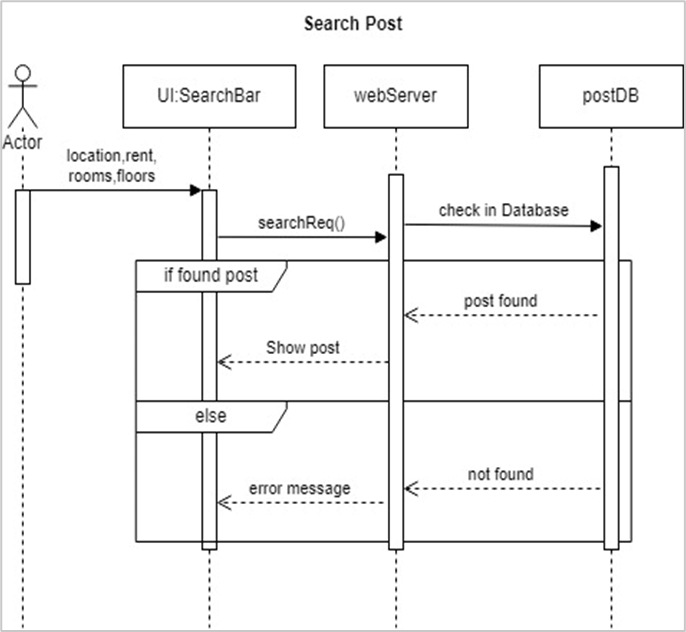 Search Post
UI:SearchBar
webServer
postDB
Actor
location,rent,
rooms,floors
searchReq()
check in Database
if found post
post found
Show post
else
not found
error message